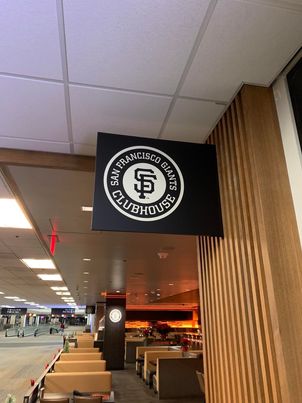 SAN FRANCISCO GIANTS
SF
CLUBHOUSE